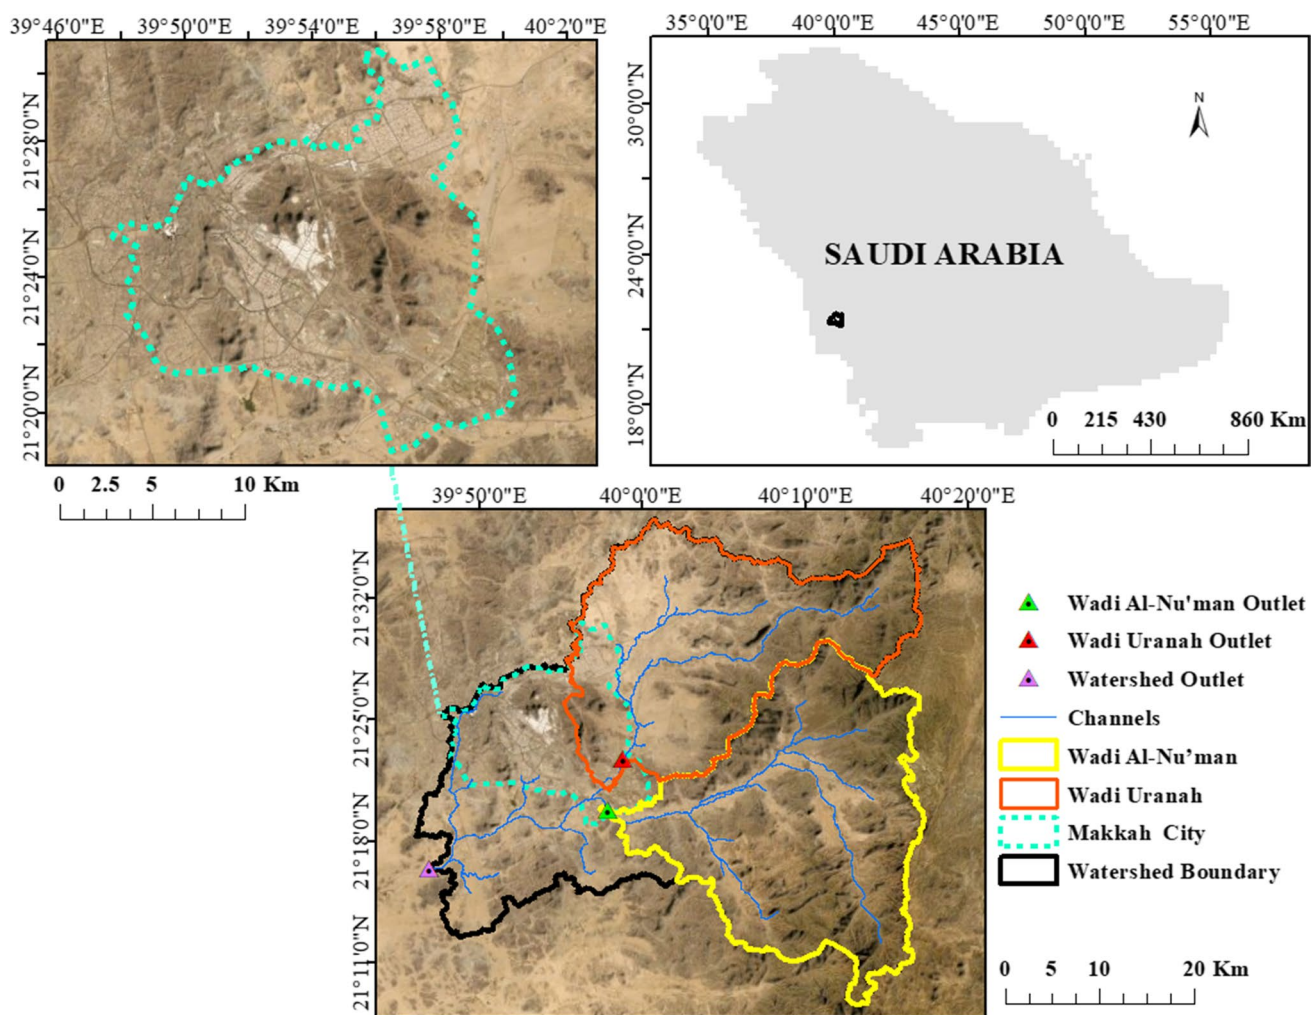 39°46'0"E 39°50'0"E 39°54'0"E 39°58'0"E 40°2'0"E
21°28'0"N
21°24'0"N
21°20'0"N
0 2.5 5 10 Km
35°0'0"E 40°0'0"E 45°0'0"E 50°0'0"E 55°0'0"E
30°0'0"N
24°0'0"N
18°0'0"N
N
SAUDI ARABIA
0 215 430 860 Km
39°50'0"E 40°0'0"E 40°10'0"E 40°20'0"E
21°32'0"N
21°25'0"N
21°18'0"N
21°11'0"N
Wadi Al-Nu'man Outlet
Wadi Uranah Outlet
Watershed Outlet
Channels
Wadi Al-Nu’man
Wadi Uranah
Makkah City
Watershed Boundary
0 5 10 20 Km